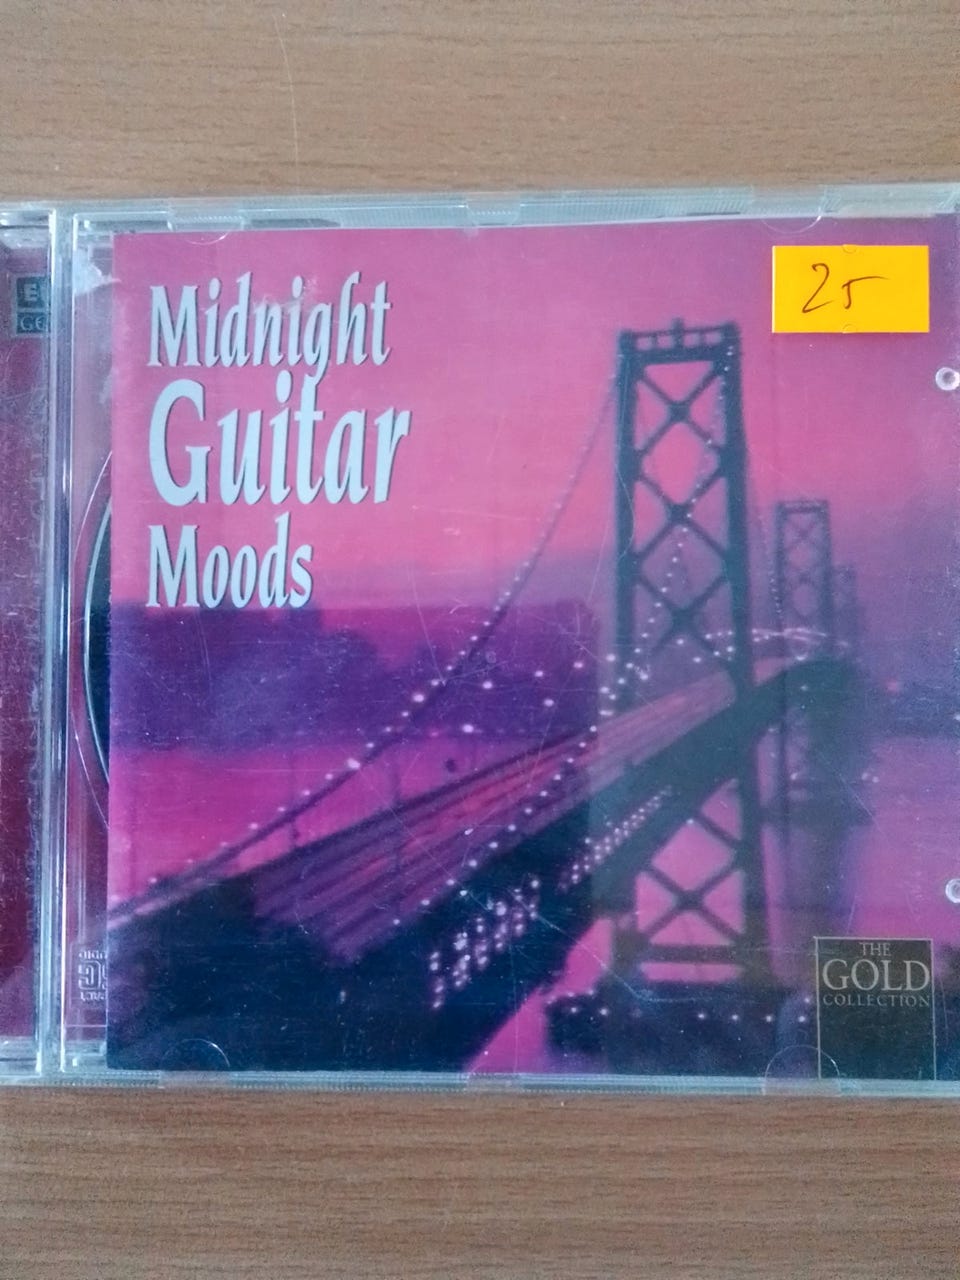 Midnight
Guitar
Moods
25
THE
GOLD
COLLECTION